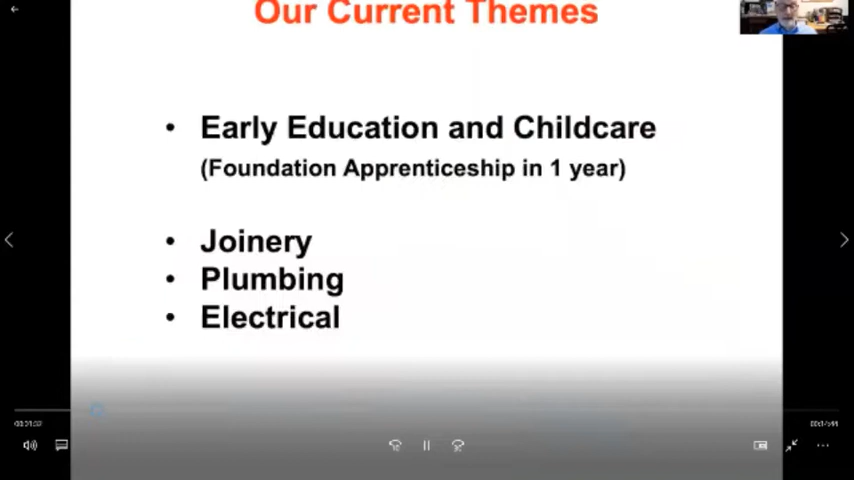 Our Current Themes
• Early Education and Childcare
(Foundation Apprenticeship in 1 year)
• Joinery
• Plumbing
• Electrical